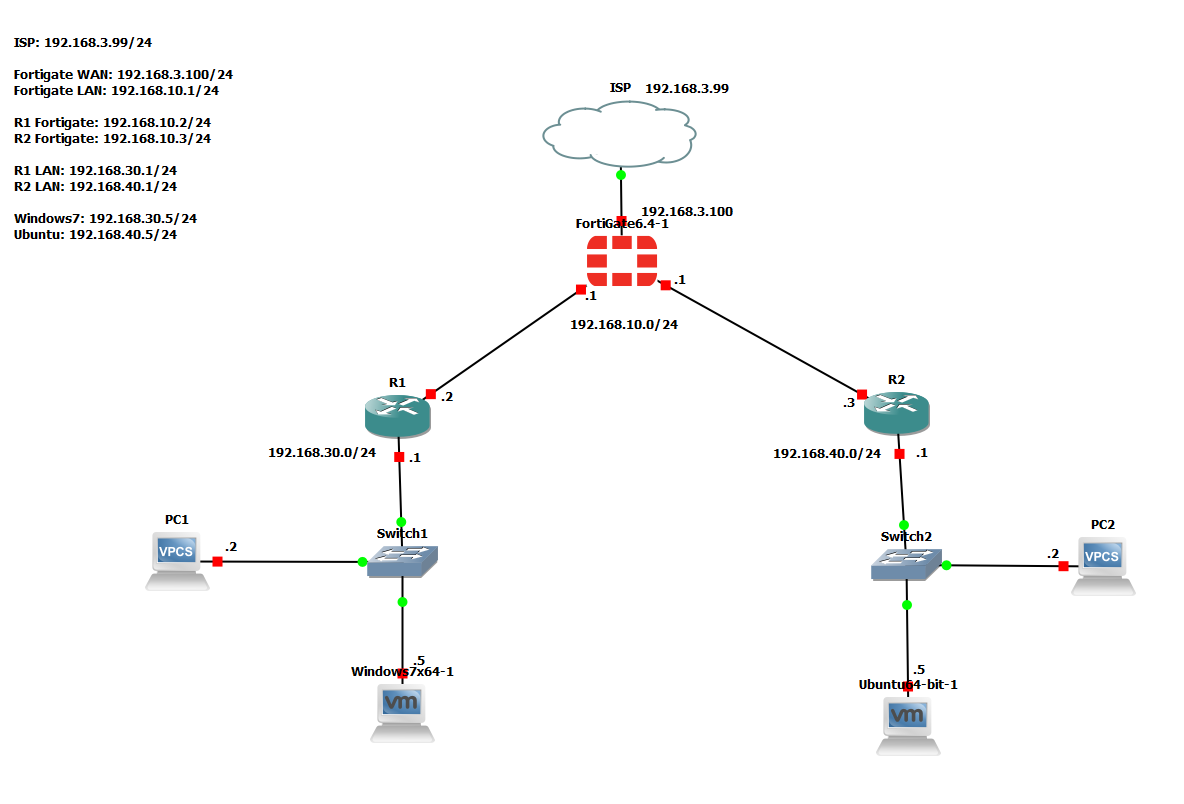 ISP: 192.168.3.99/24
Fortigate WAN: 192.168.3.100/24
Fortigate LAN: 192.168.10.1/24
R1 Fortigate: 192.168.10.2/24
R2 Fortigate: 192.168.10.3/24
R1 LAN: 192.168.30.1/24
R2 LAN: 192.168.40.1/24
Windows7: 192.168.30.5/24
Ubuntu: 192.168.40.5/24
ISP 192.168.3.99
192.168.3.100
FortiGate6.4-1
.1
.1
192.168.10.0/24
R1
.2
R2
.3
192.168.30.0/24
.1
192.168.40.0/24
.1
PC1
VPCS
.2
Switch1
Switch2
PC2
VPCS
.2
.5
Windows7x64-1
vm
.5
Ubuntu64-bit-1
vm